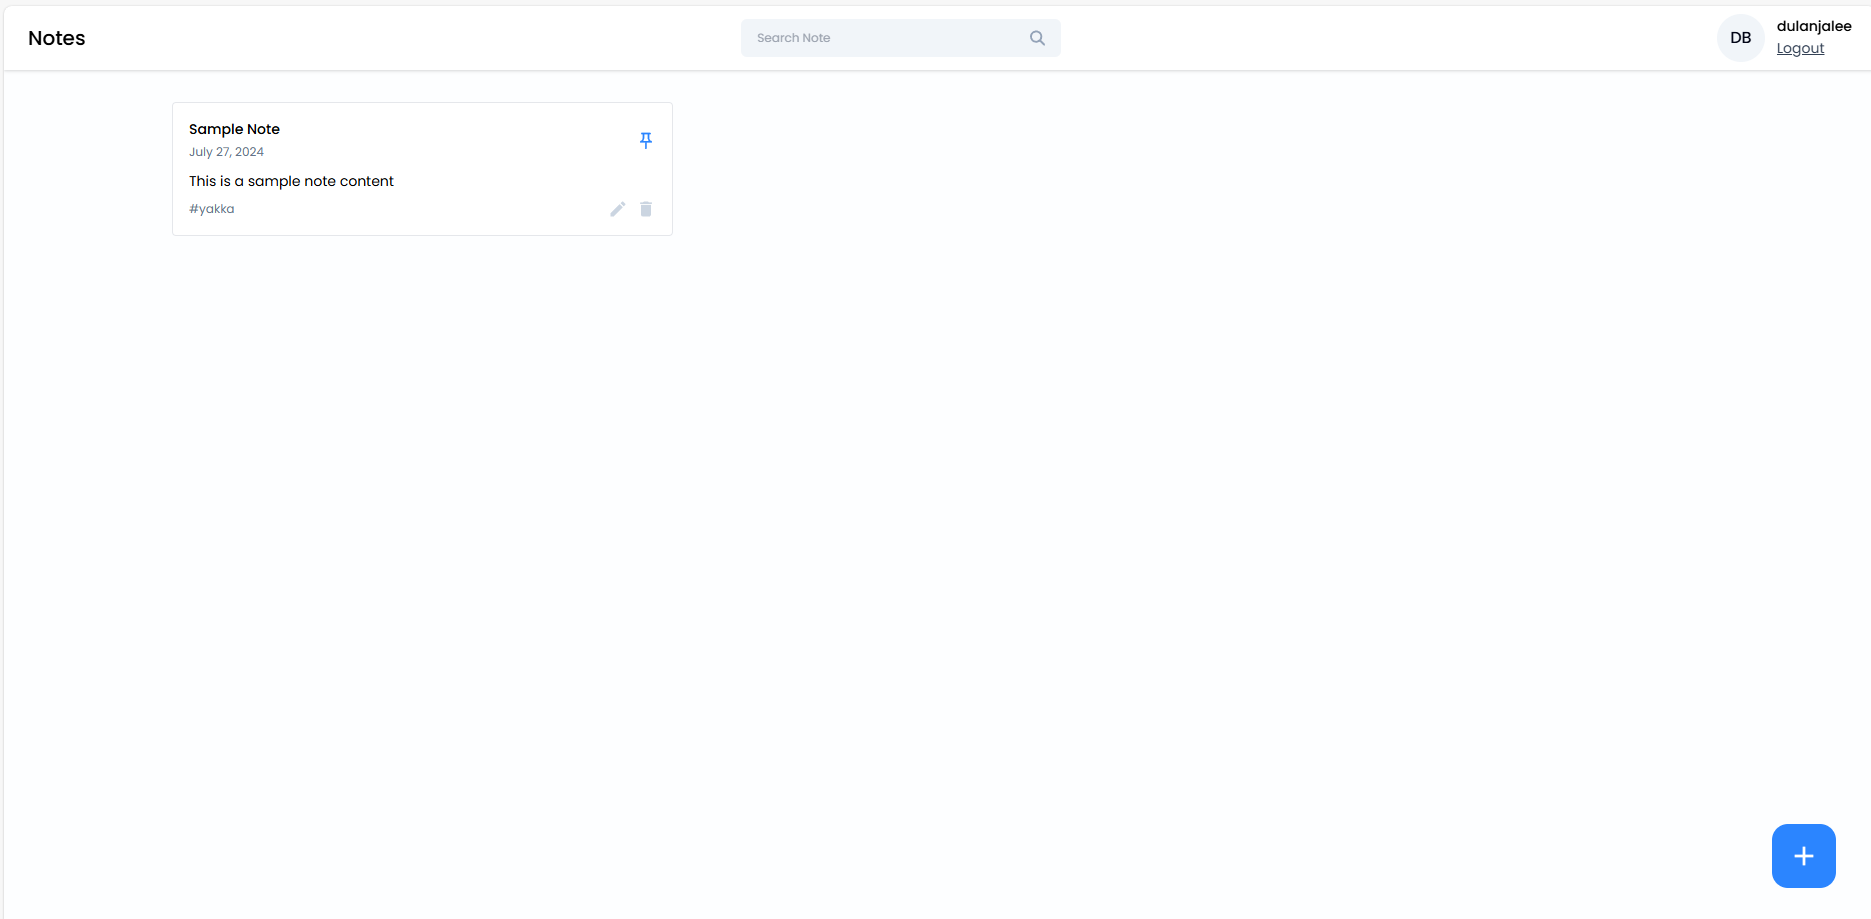 Notes
Search Note
DB
dulanjalee
Logout
Sample Note
July 27, 2024
This is a sample note content
#yakka